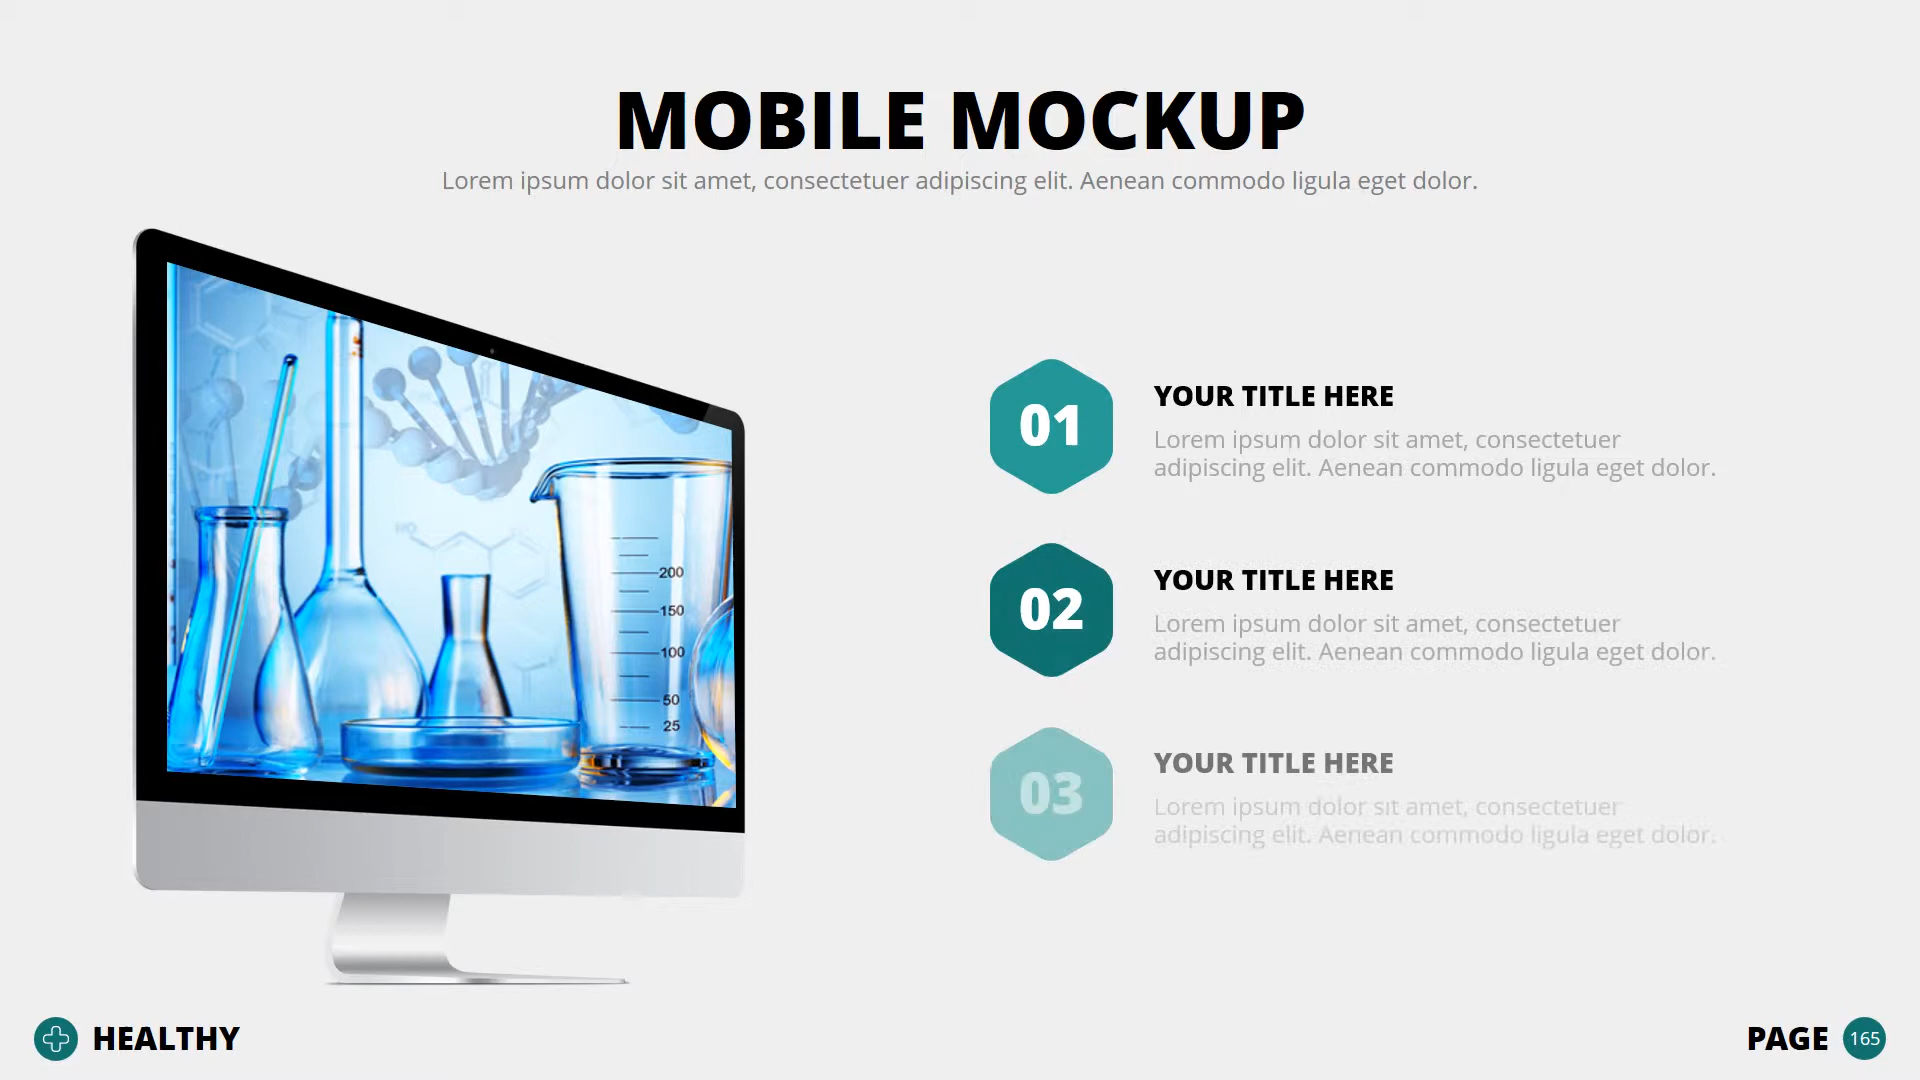 MOBILE MOCKUP
Lorem ipsum dolor sit amet, consectetuer adipiscing elit. Aenean commodo ligula eget dolor.
HO
200
150
100
50
25
01
YOUR TITLE HERE
Lorem ipsum dolor sit amet, consectetuer
adipiscing elit. Aenean commodo ligula eget dolor.
02
YOUR TITLE HERE
Lorem ipsum dolor sit amet, consectetuer
adipiscing elit. Aenean commodo ligula eget dolor.
03
YOUR TITLE HERE
Lorem ipsum dolor sit amet, consectetuer
adipiscing elit. Aenean commodo ligula eget dolor.
HEALTHY
PAGE 165